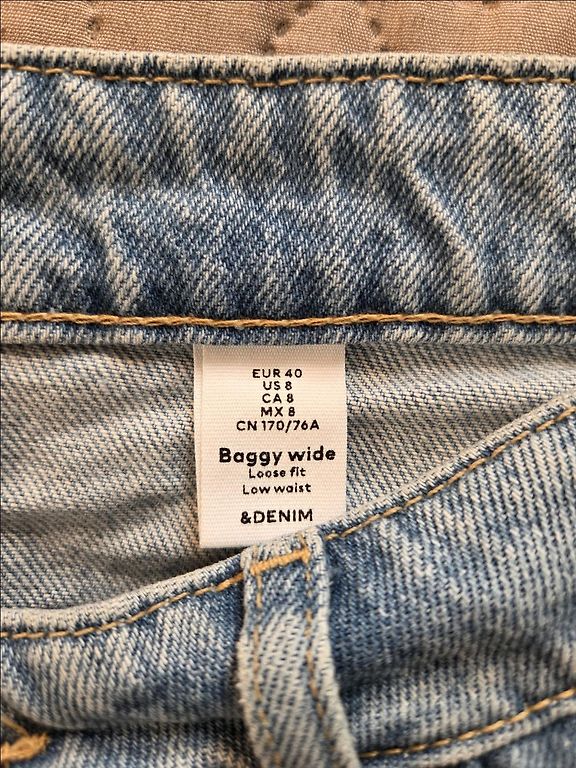 EUR 40
US 8
CA 8
MX 8
CN 170/76A
Baggy wide
Loose fit
Low waist
&DENIM